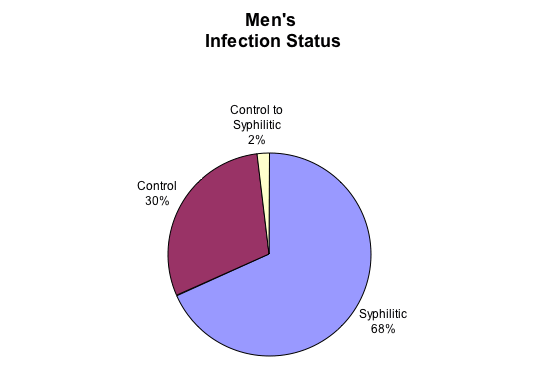 Men's
Infection Status
Control to
Syphilitic
2%
Control
30%
Syphilitic
68%